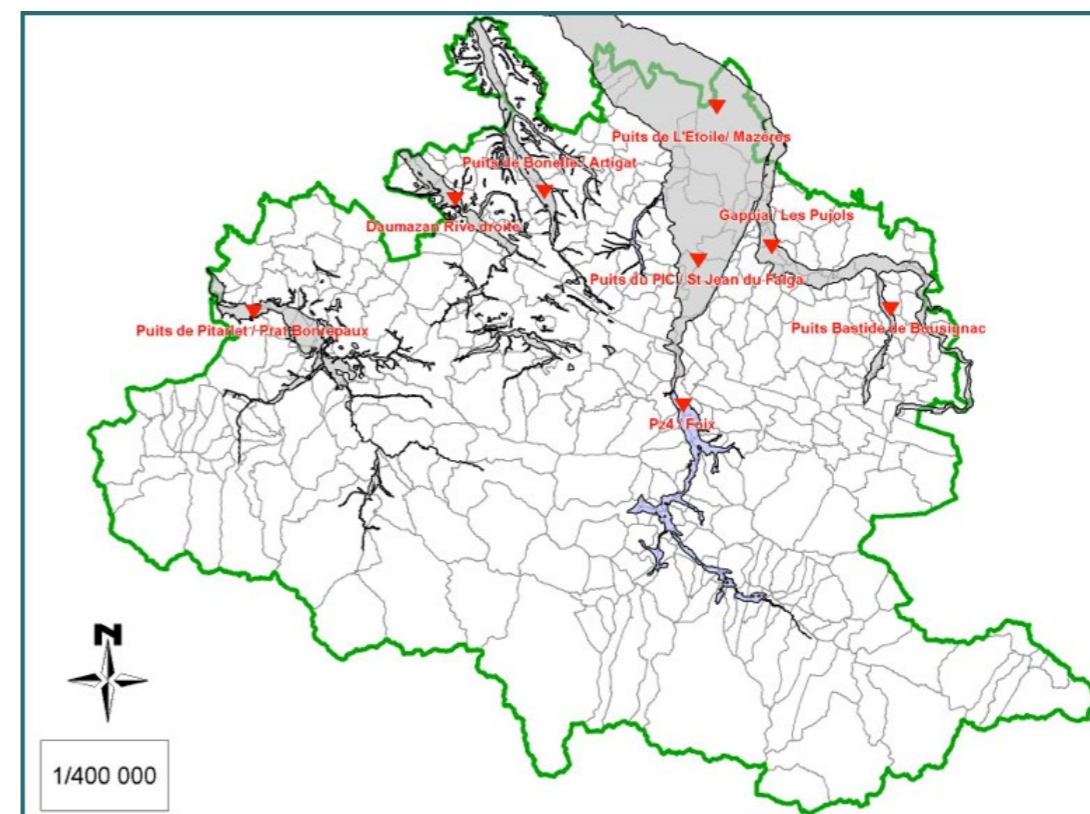 Puits de L'Etoile/ Mazères
Puits de Bonelle / Artigat
Gappia / Les Pujols
Daumazan Rive droite
Puits du PIC / St Jean du Falga
Puits de Pitarlet / Prat Bonrepaux
Puits Bastide de Bousignac
Pz4 / Foix
N
1/400 000